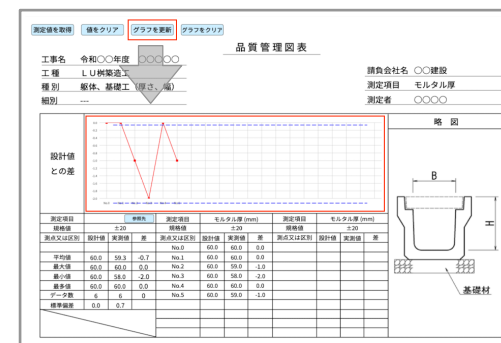 測定値を取得 値をクリア グラフを更新 グラフをクリア
品質管理図表
工事名 令和○○年度 ○○○○○
工種 LU桝築造工
種別 躯体、基礎工（厚さ、幅）
細別 ---
請負会社名 ○○建設
測定項目 モルタル厚
測定者 ○○○○
設計値
との差
略図
B
H
基礎材
測定項目 参照先 測定項目 モルタル厚 (mm) 測定項目 モルタル厚 (mm)
規格値 ±20 規格値 ±20 規格値 ±20
測点又は区別 設計値 実測値 差 測点又は区別 設計値 実測値 差 測点又は区別 設計値 実測値 差
No.0 60.0 60.0 0.0
平均値 60.0 59.3 -0.7 No.1 60.0 60.0 0.0
最大値 60.0 60.0 0.0 No.2 60.0 59.0 -1.0
最小値 60.0 58.0 -2.0 No.3 60.0 58.0 -2.0
最多値 60.0 60.0 0.0 No.4 60.0 60.0 0.0
データ数 6 6 0 No.5 60.0 59.0 -1.0
標準偏差 0.0 0.7